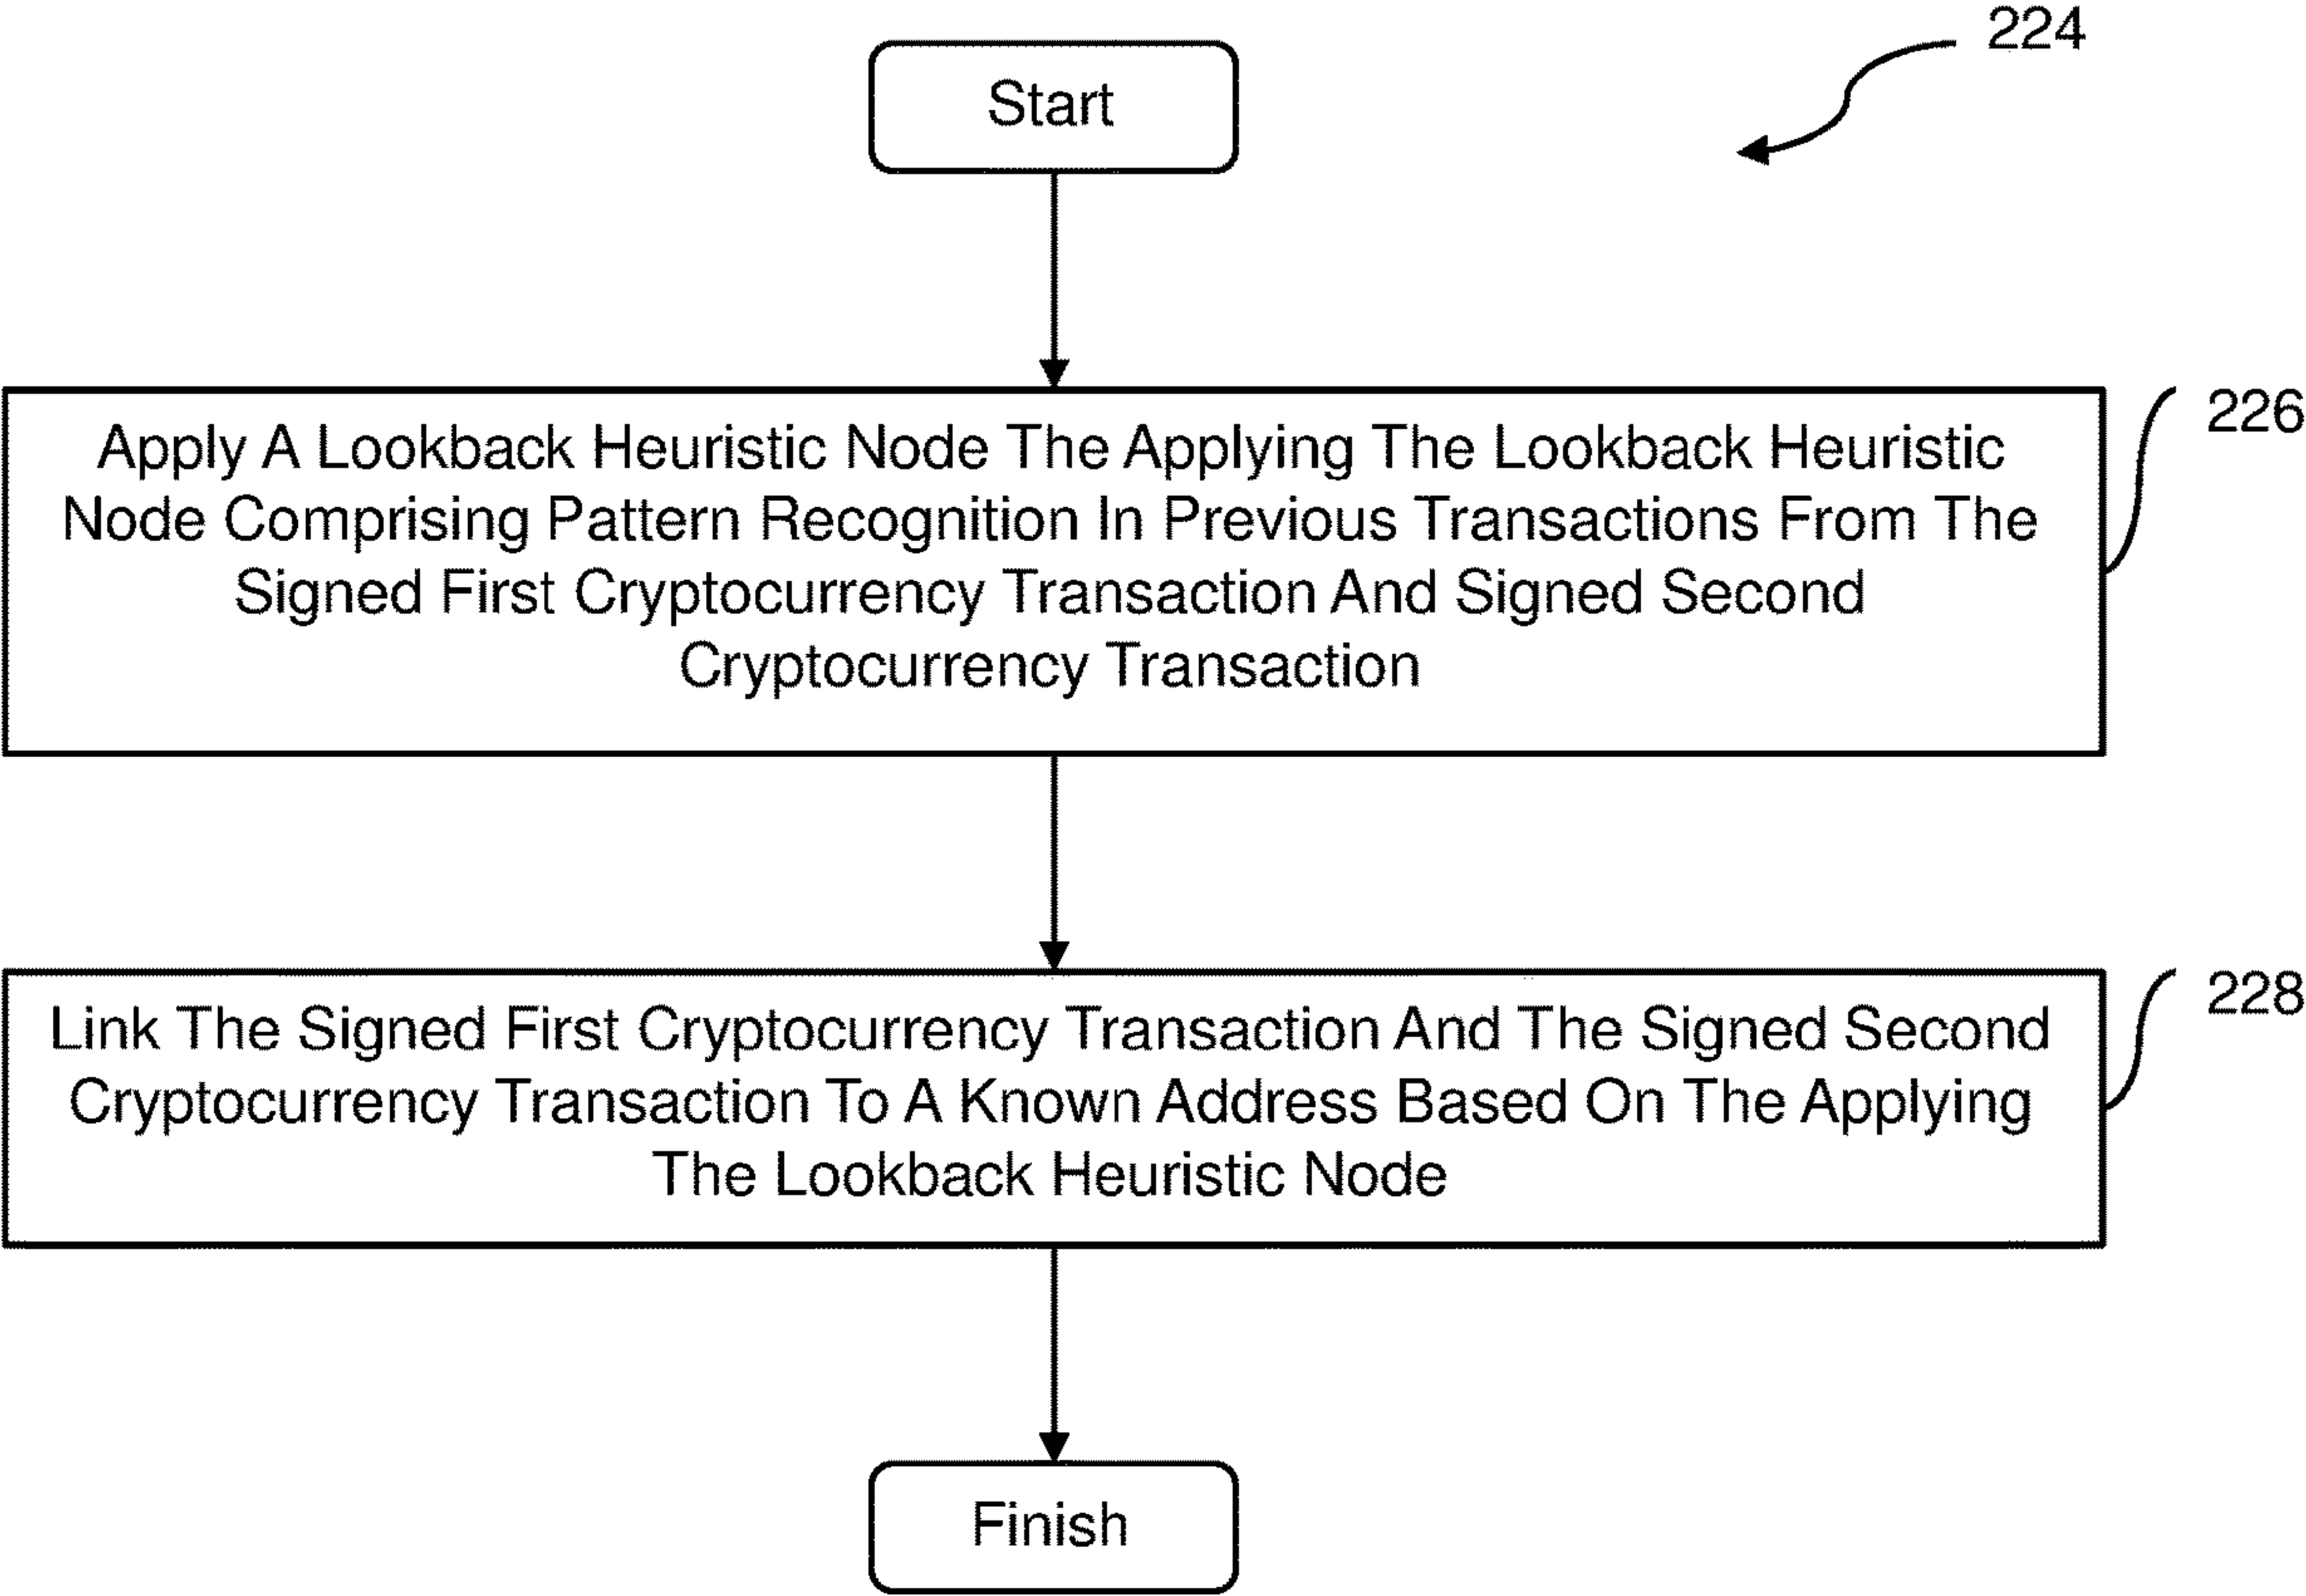 224
Start
Apply A Lookback Heuristic Node The Applying The Lookback Heuristic
Node Comprising Pattern Recognition In Previous Transactions From The
Signed First Cryptocurrency Transaction And Signed Second
Cryptocurrency Transaction
226
Link The Signed First Cryptocurrency Transaction And The Signed Second
Cryptocurrency Transaction To A Known Address Based On The Applying
The Lookback Heuristic Node
228
Finish